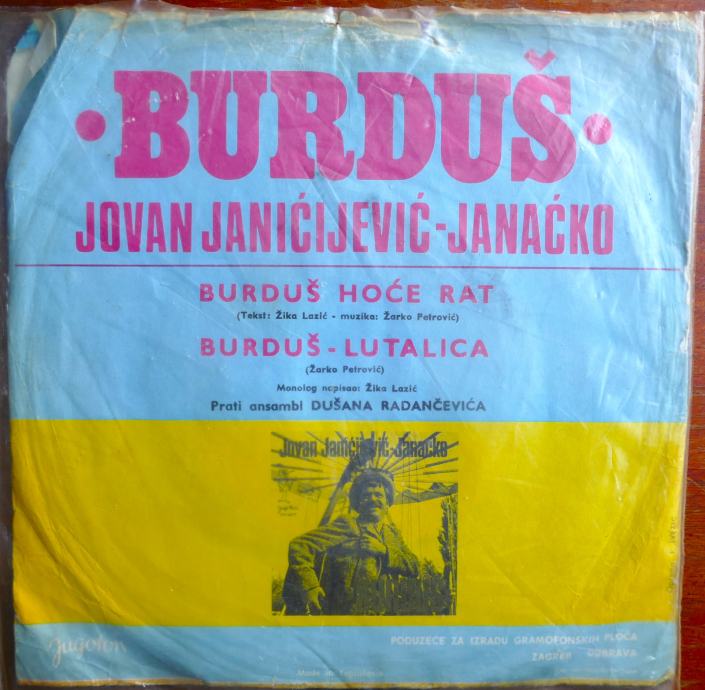 • BURDUŠ •
JOVAN JANIĆIJEVIĆ-JANAĆKO
BURDUŠ HOĆE RAT
(Tekst: Žika Lazić - muzika: Žarko Petrović)
BURDUŠ - LUTALICA
(Žarko Petrović)
Monolog napisao: Žika Lazić
Prati ansambl DUŠANA RADANČEVIĆA
Jovan Janićijević-Janaćko
Jugoton
PODUZEĆE ZA IZRADU GRAMOFONSKIH PLOČA
ZAGREB DUBRAVA
Made in Yugoslavia